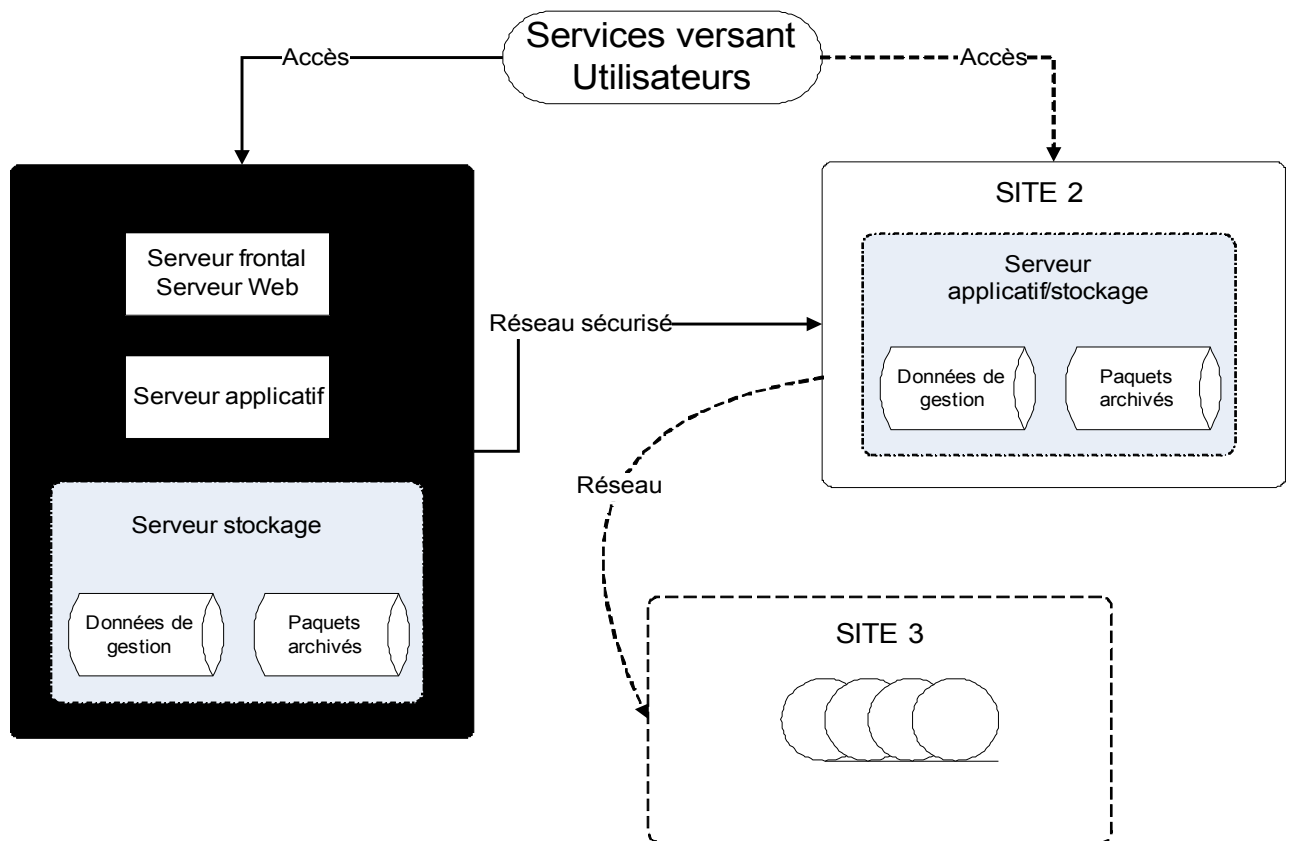 Services versant
Utilisateurs
Accès
Accès
Serveur frontal
Serveur Web
Serveur applicatif
Serveur stockage
Données de
gestion
Paquets
archivés
Réseau sécurisé
SITE 2
Serveur
applicatif/stockage
Données de
gestion
Paquets
archivés
Réseau
SITE 3